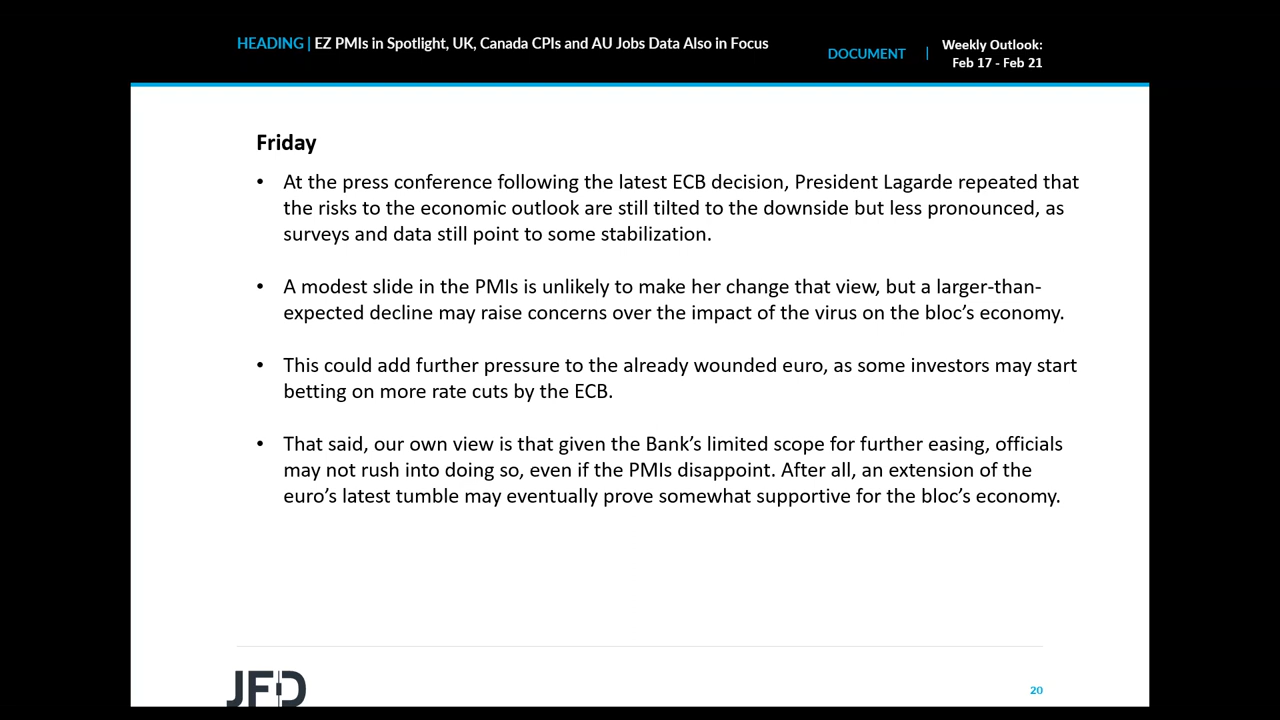 HEADING | EZ PMIs in Spotlight, UK, Canada CPIs and AU Jobs Data Also in Focus
DOCUMENT | Weekly Outlook:
Feb 17 - Feb 21
Friday
• At the press conference following the latest ECB decision, President Lagarde repeated that
the risks to the economic outlook are still tilted to the downside but less pronounced, as
surveys and data still point to some stabilization.
• A modest slide in the PMIs is unlikely to make her change that view, but a larger-than-
expected decline may raise concerns over the impact of the virus on the bloc’s economy.
• This could add further pressure to the already wounded euro, as some investors may start
betting on more rate cuts by the ECB.
• That said, our own view is that given the Bank’s limited scope for further easing, officials
may not rush into doing so, even if the PMIs disappoint. After all, an extension of the
euro’s latest tumble may eventually prove somewhat supportive for the bloc’s economy.
JFD
20